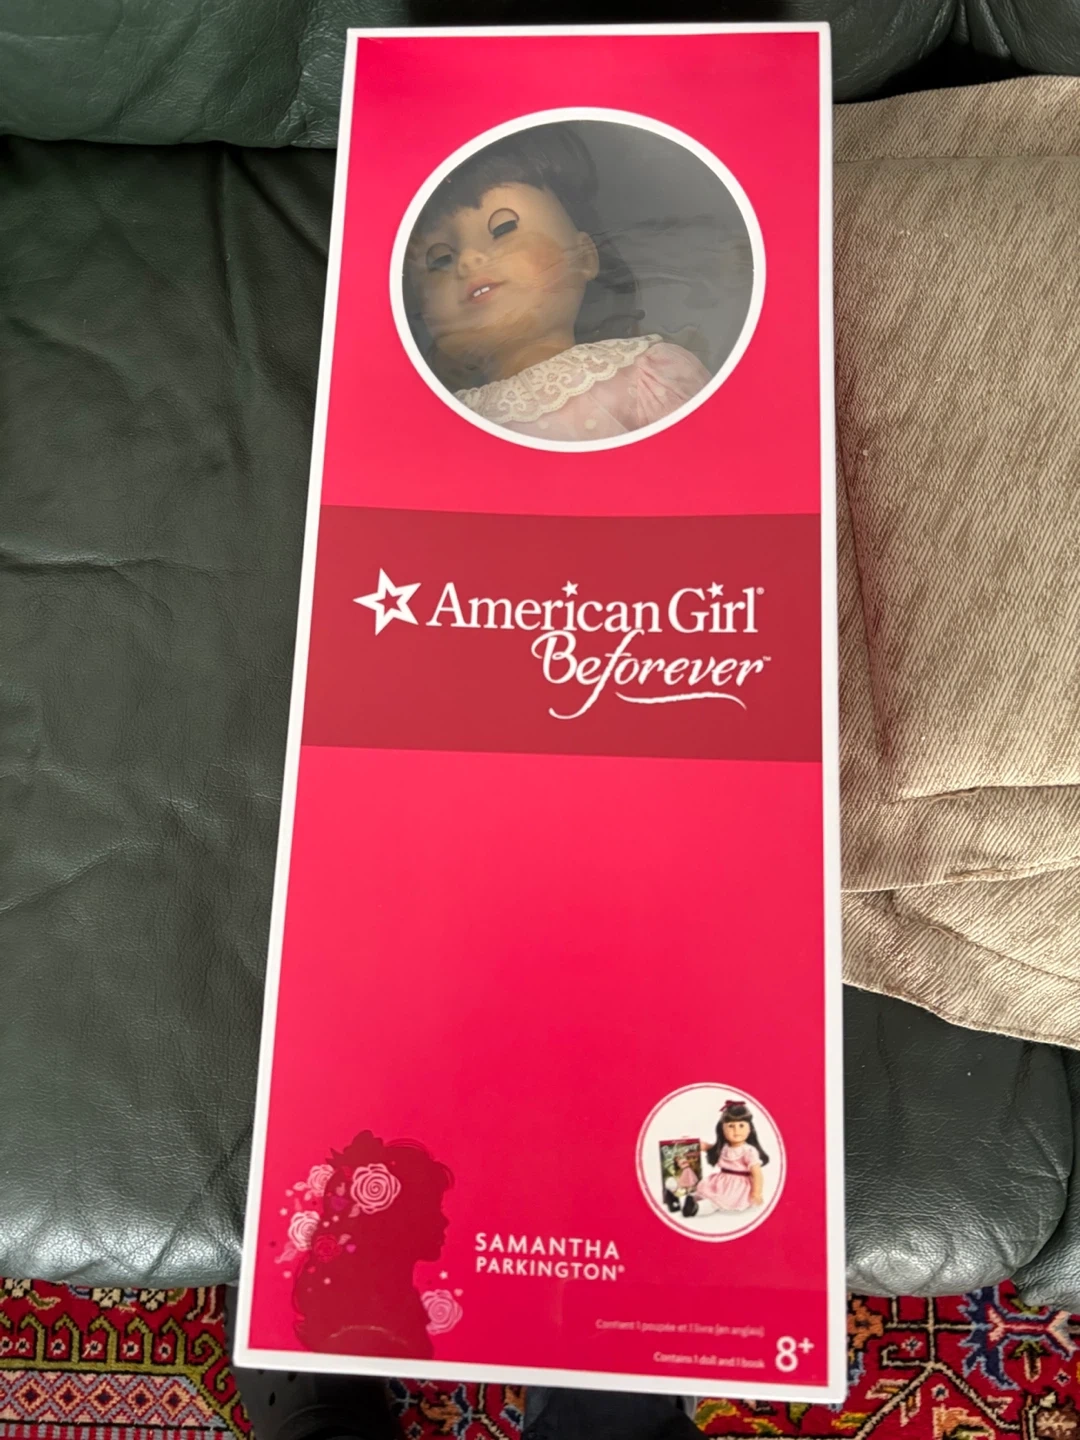 American Girl®
Beforever™
Beforever
SAMANTHA
PARKINGTON®
Contient 1 poupée et 1 livre (en anglais)
Contains 1 doll and 1 book
8+